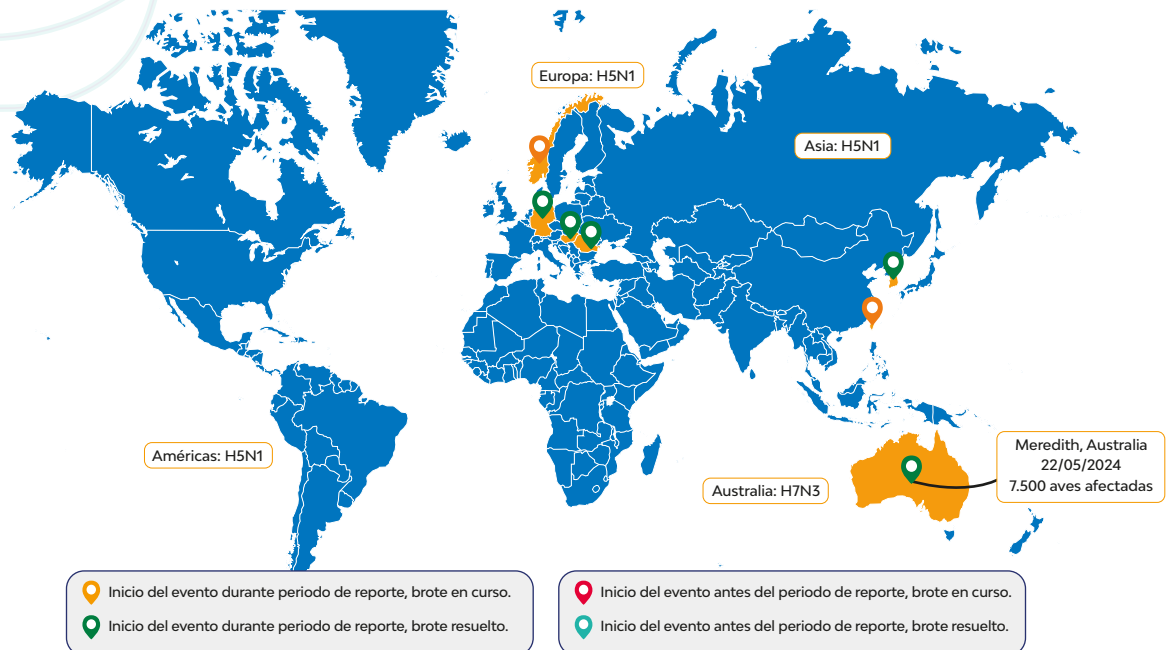 Europa: H5N1
Asia: H5N1
Américas: H5N1
Australia: H7N3
Meredith, Australia
22/05/2024
7.500 aves afectadas
Inicio del evento durante periodo de reporte, brote en curso.
Inicio del evento durante periodo de reporte, brote resuelto.
Inicio del evento antes del periodo de reporte, brote en curso.
Inicio del evento antes del periodo de reporte, brote resuelto.